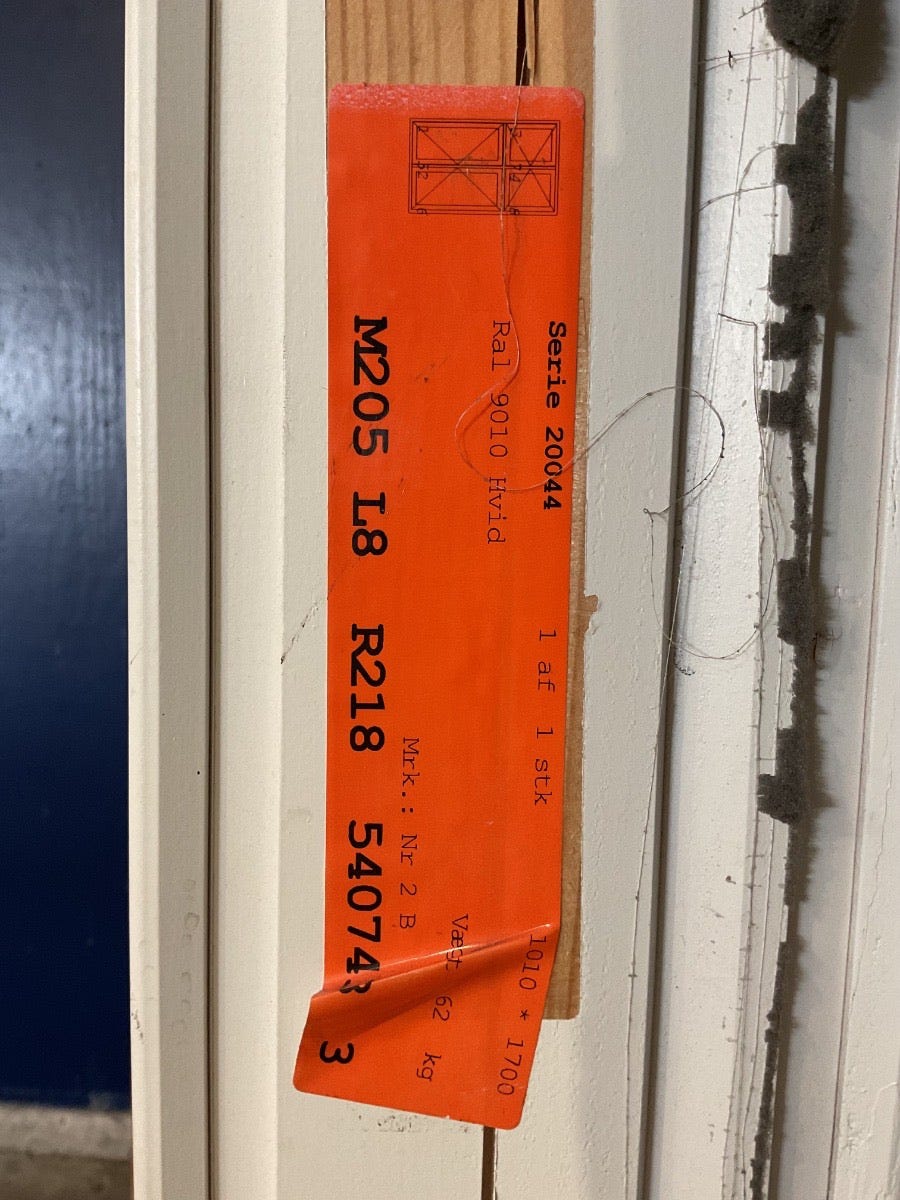 Serie 20044 1 af 1 stk 1010 * 1700
Ral 9010 Hvid
Vægt 62 kg
Mrk.: Nr 2 B
M205 L8 R218 540743 3